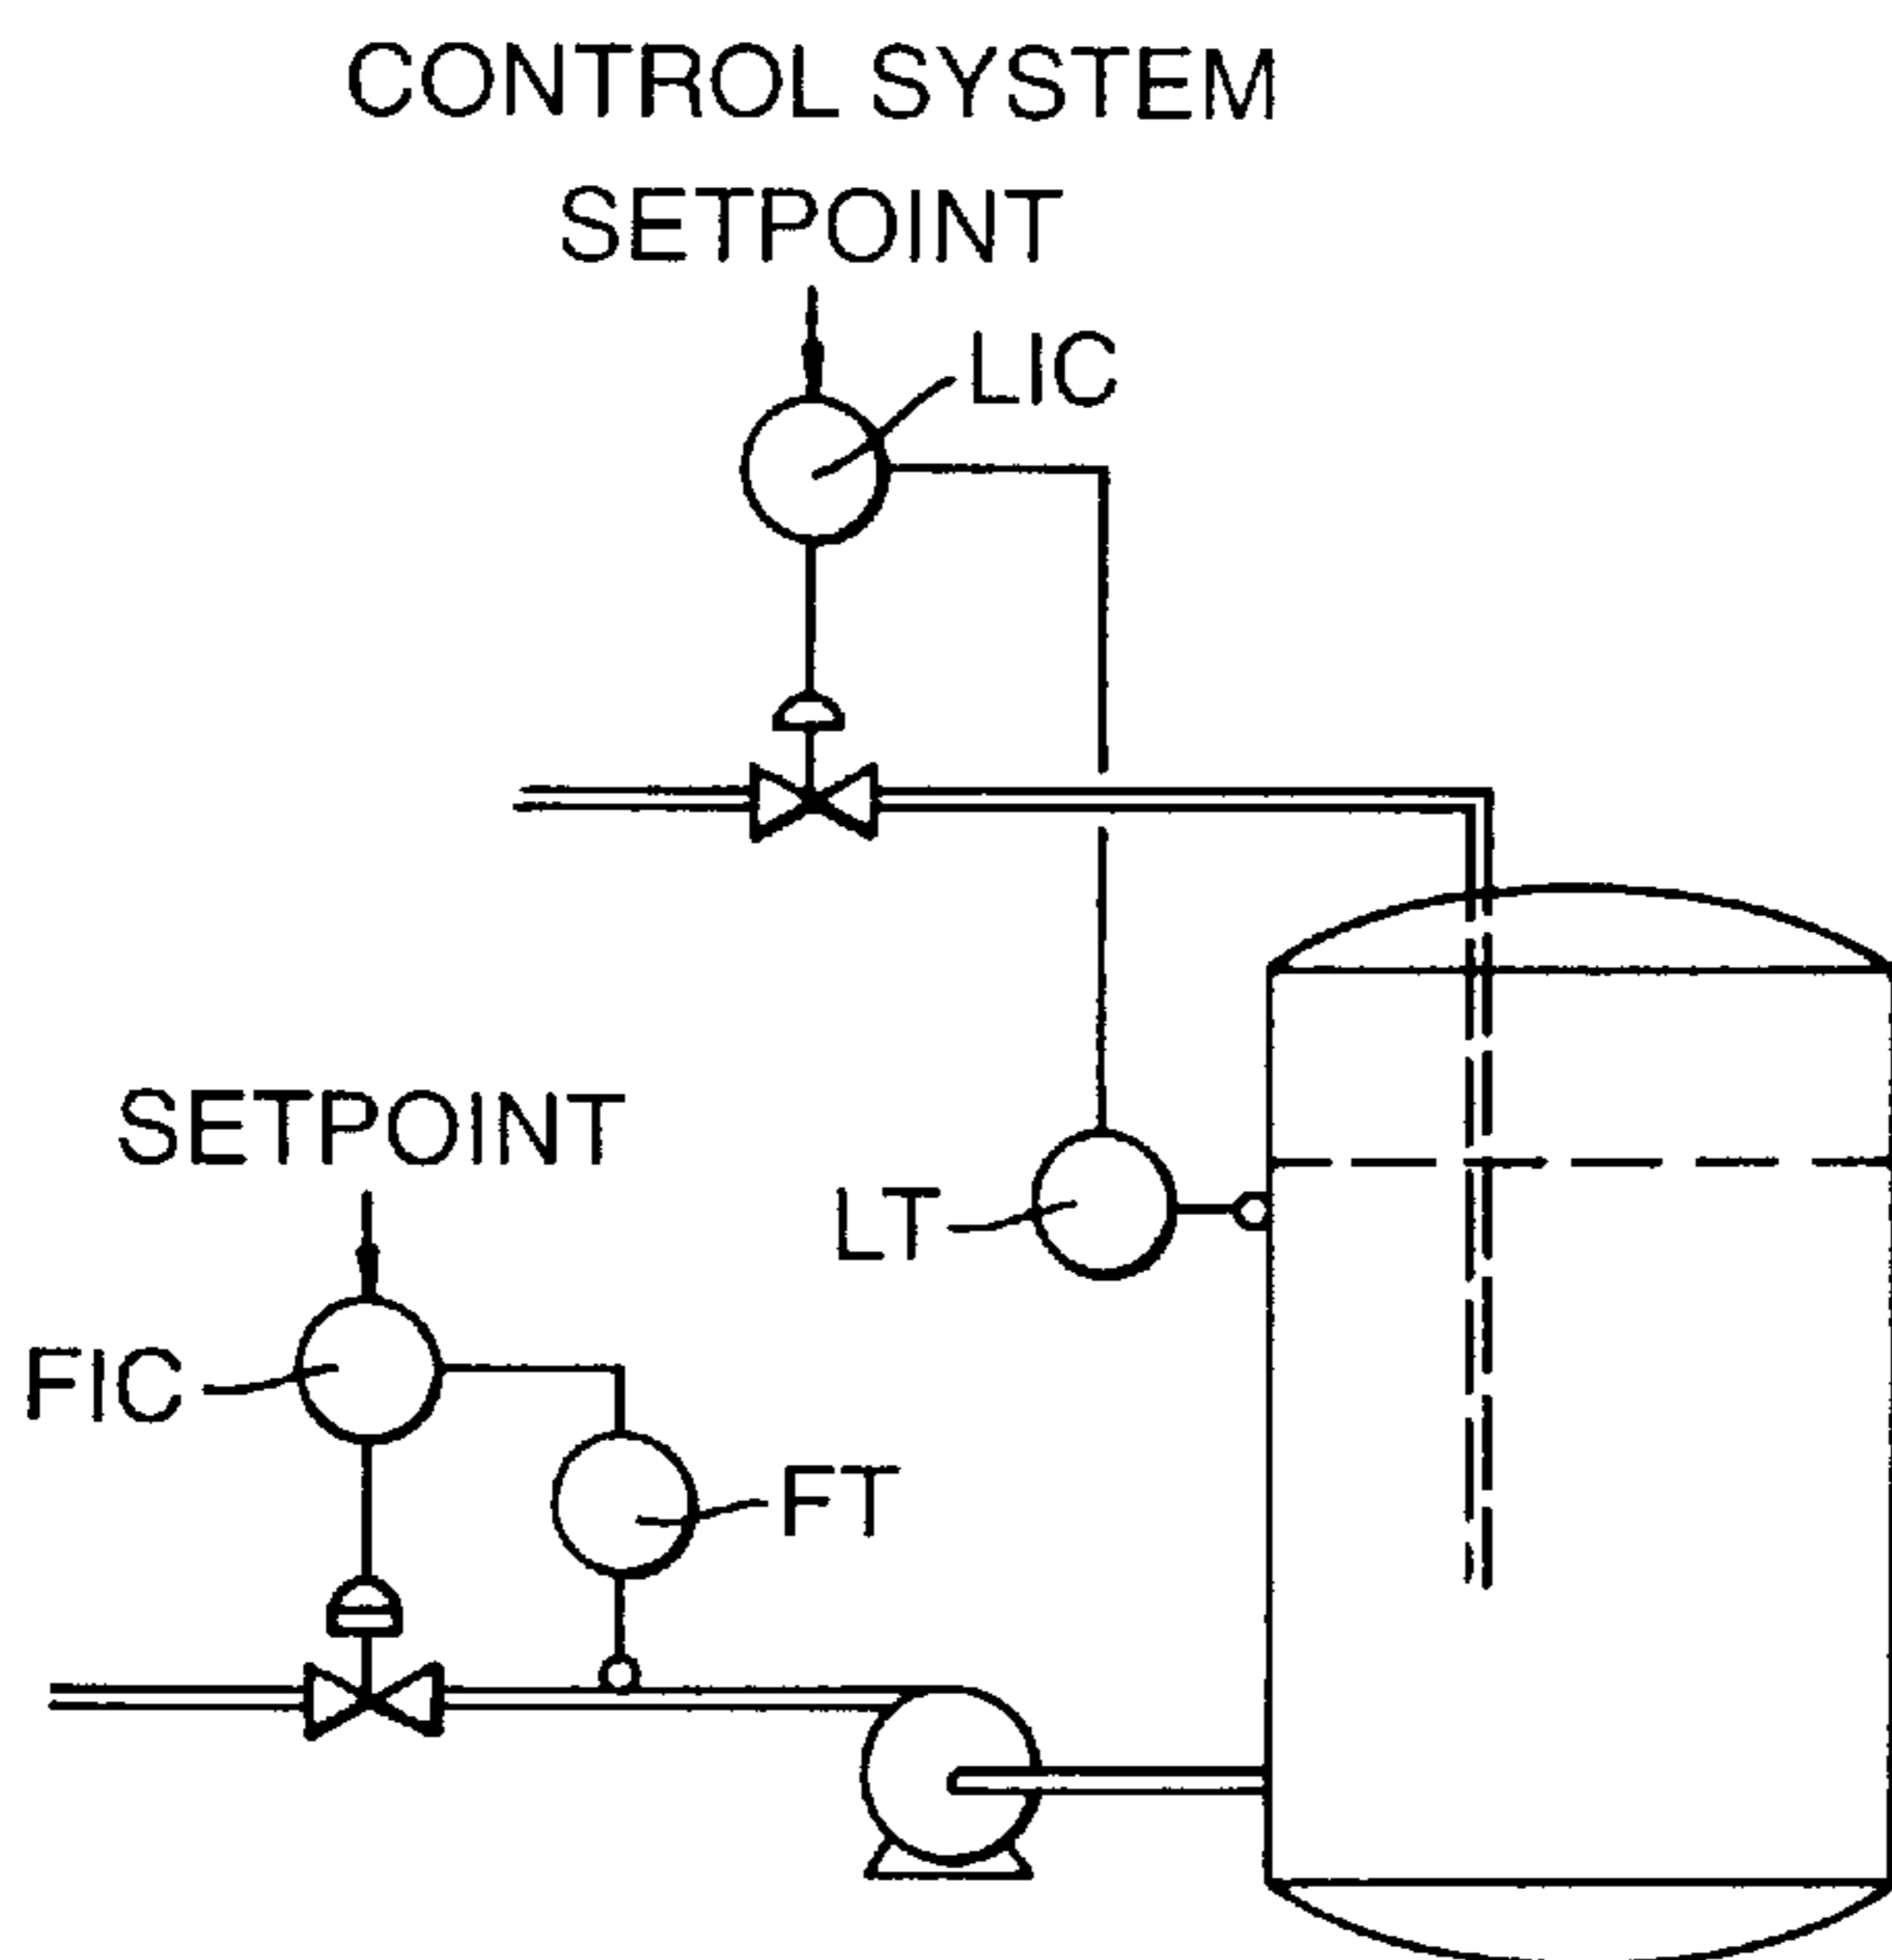 CONTROL SYSTEM
SETPOINT
LIC
SETPOINT
LT
FIC
FT